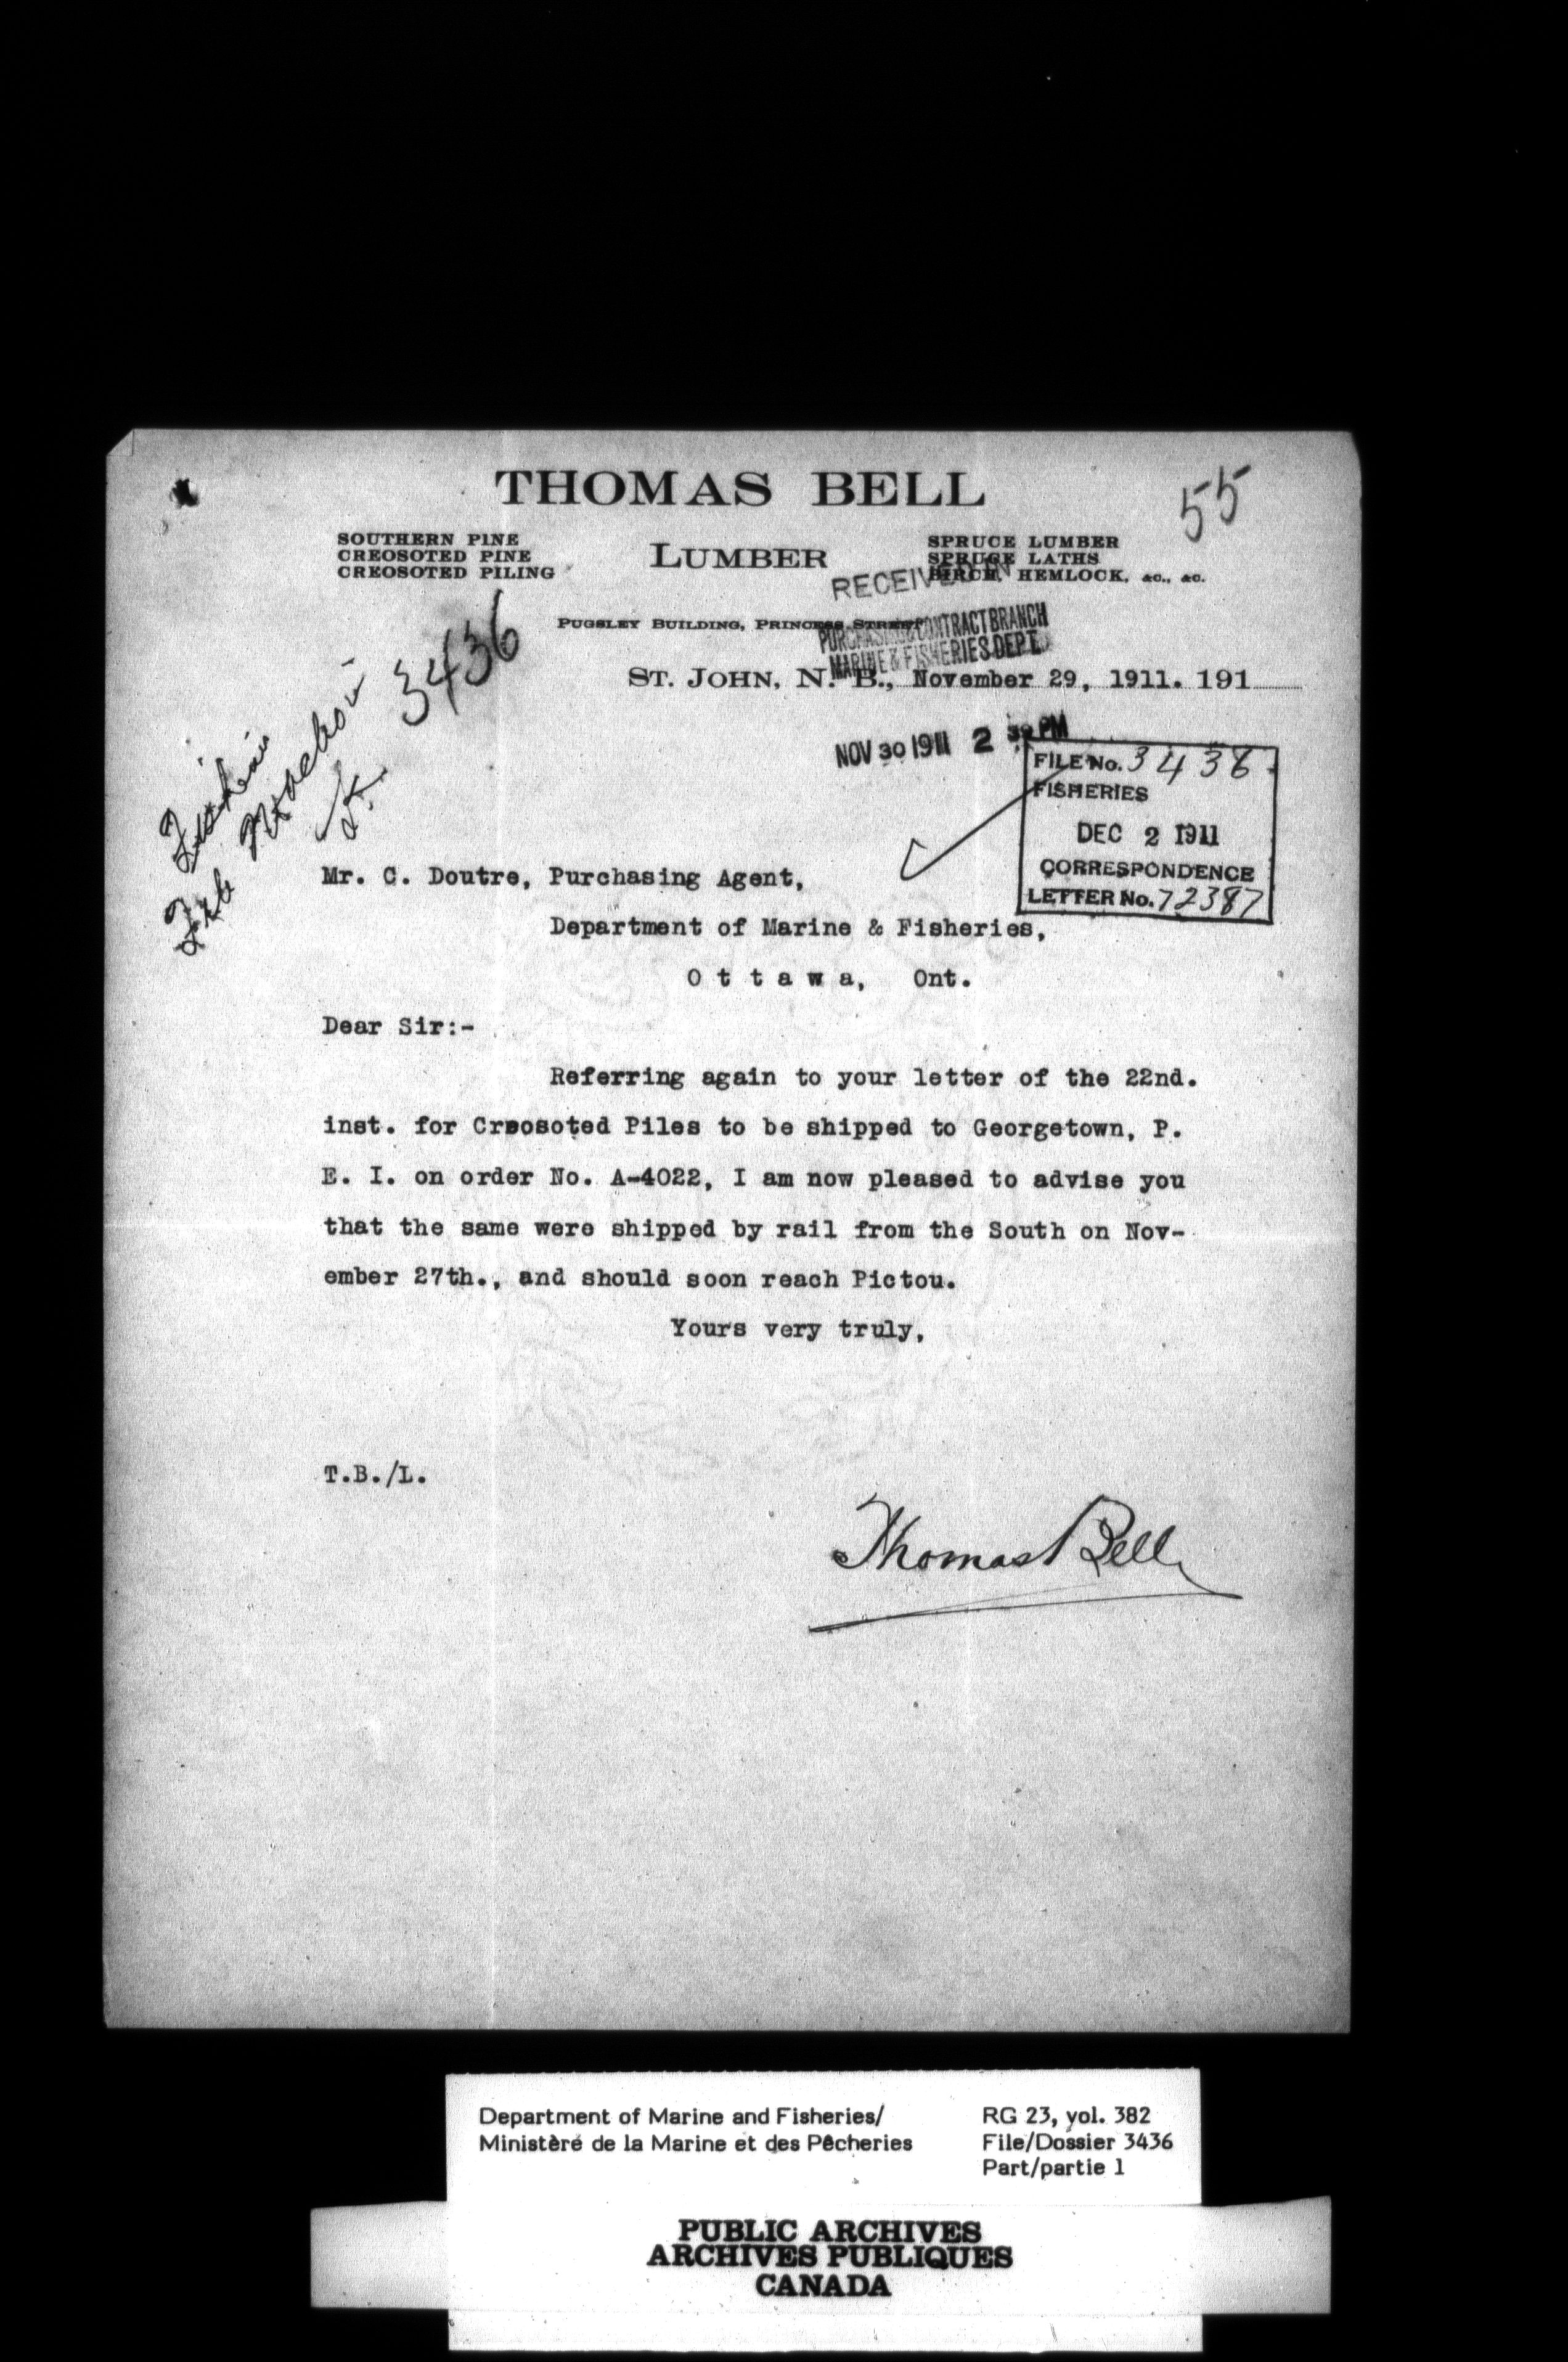 THOMAS BELL
55
SOUTHERN PINE
CREOSOTED PINE
CREOSOTED PILING
LUMBER
SPRUCE LUMBER
SPRUCE LATHS
BIRCH, HEMLOCK, &c., &c.
RECEIVED IN
PUGSLEY BUILDING, PRINCESS STREET
PURCHASING & CONTRACT BRANCH
MARINE & FISHERIES DEPT.
3436
ST. JOHN, N. B., November 29, 1911. 191
NOV 30 1911 2 30 PM
FILE No. 3436
FISHERIES
DEC 2 1911
CORRESPONDENCE
LETTER No. 72387
Mr. C. Doutre, Purchasing Agent,
Department of Marine & Fisheries,
O t t a w a, Ont.
Dear Sir:-
Referring again to your letter of the 22nd.
inst. for Creosoted Piles to be shipped to Georgetown, P.
E. I. on order No. A-4022, I am now pleased to advise you
that the same were shipped by rail from the South on Nov-
ember 27th., and should soon reach Pictou.
Yours very truly,
T.B./L.
Thomas Bell
Department of Marine and Fisheries/
Ministère de la Marine et des Pêcheries
RG 23, vol. 382
File/Dossier 3436
Part/partie 1
PUBLIC ARCHIVES
ARCHIVES PUBLIQUES
CANADA